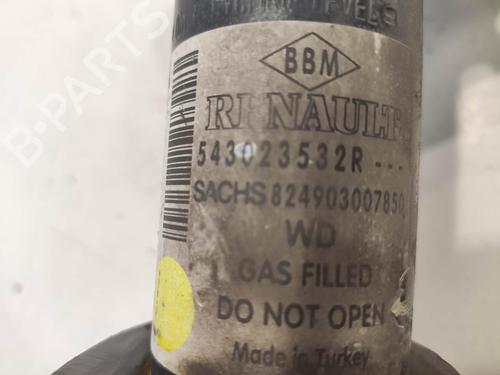 BBM
RENAULT
543023532R ---
SACHS 824903007850
WD
GAS FILLED
DO NOT OPEN
Made in Turkey
B-PARTS